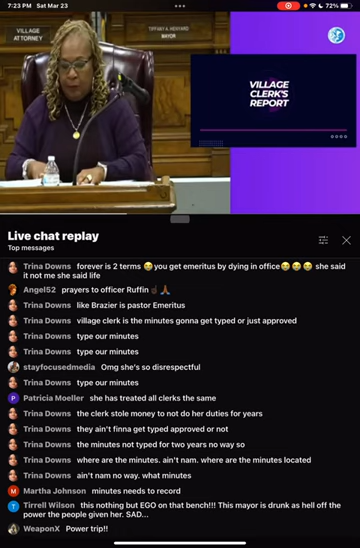 7:23 PM Sat Mar 23
72%
VILLAGE
ATTORNEY
TIFFANY A. HENYARD
MAYOR
VILLAGE
CLERK'S
REPORT
Live chat replay
Top messages
Trina Downs forever is 2 terms 😭you get emeritus by dying in office😭😭😭 she said
it not me she said life
Angel52 prayers to officer Ruffin☝🏾🙏🏾
Trina Downs like Brazier is pastor Emeritus
Trina Downs village clerk is the minutes gonna get typed or just approved
Trina Downs type our minutes
Trina Downs type our minutes
stayfocusedmedia Omg she's so disrespectful
Trina Downs type our minutes
P Patricia Moeller she has treated all clerks the same
Trina Downs the clerk stole money to not do her duties for years
Trina Downs they ain't finna get typed approved or not
Trina Downs the minutes not typed for two years no way so
Trina Downs where are the minutes. ain't nam. where are the minutes located
Trina Downs ain't nam no way. what minutes
M Martha Johnson minutes needs to record
T Tirrell Wilson this nothing but EGO on that bench!!! This mayor is drunk as hell off the
power the people given her. SAD...
WeaponX Power trip!!